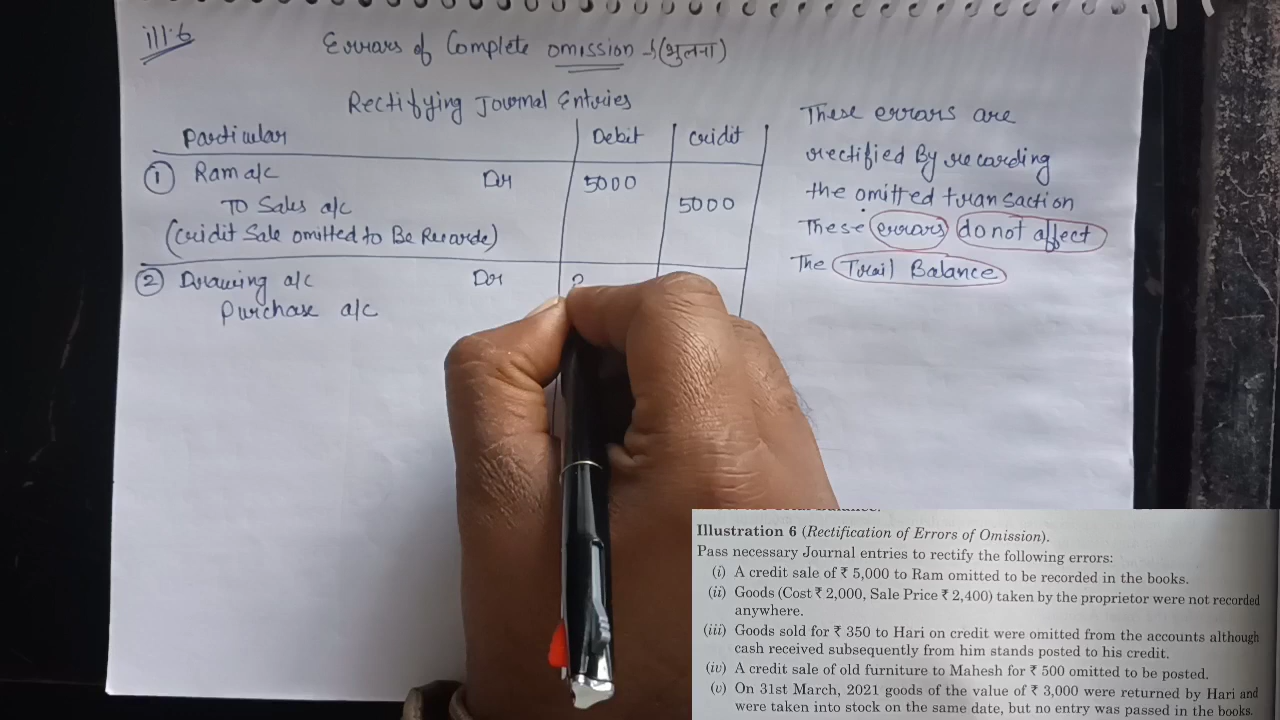 ill.6
Errors of Complete omission → (भुलना)
Rectifying Journal Entries
Particular Debit Cridit
① Ram a/c Dr 5000
To Sales a/c 5000
(Cridit Sale omitted to Be Recorde)
② Drawing a/c Dr
Purchase a/c
These errors are
rectified By recording
the omitted transaction
These errors do not affect
The Trail Balance
Illustration 6 (Rectification of Errors of Omission).
Pass necessary Journal entries to rectify the following errors:
(i) A credit sale of ₹ 5,000 to Ram omitted to be recorded in the books.
(ii) Goods (Cost ₹ 2,000, Sale Price ₹ 2,400) taken by the proprietor were not recorded
anywhere.
(iii) Goods sold for ₹ 350 to Hari on credit were omitted from the accounts although
cash received subsequently from him stands posted to his credit.
(iv) A credit sale of old furniture to Mahesh for ₹ 500 omitted to be posted.
(v) On 31st March, 2021 goods of the value of ₹ 3,000 were returned by Hari and
were taken into stock on the same date, but no entry was passed in the books.